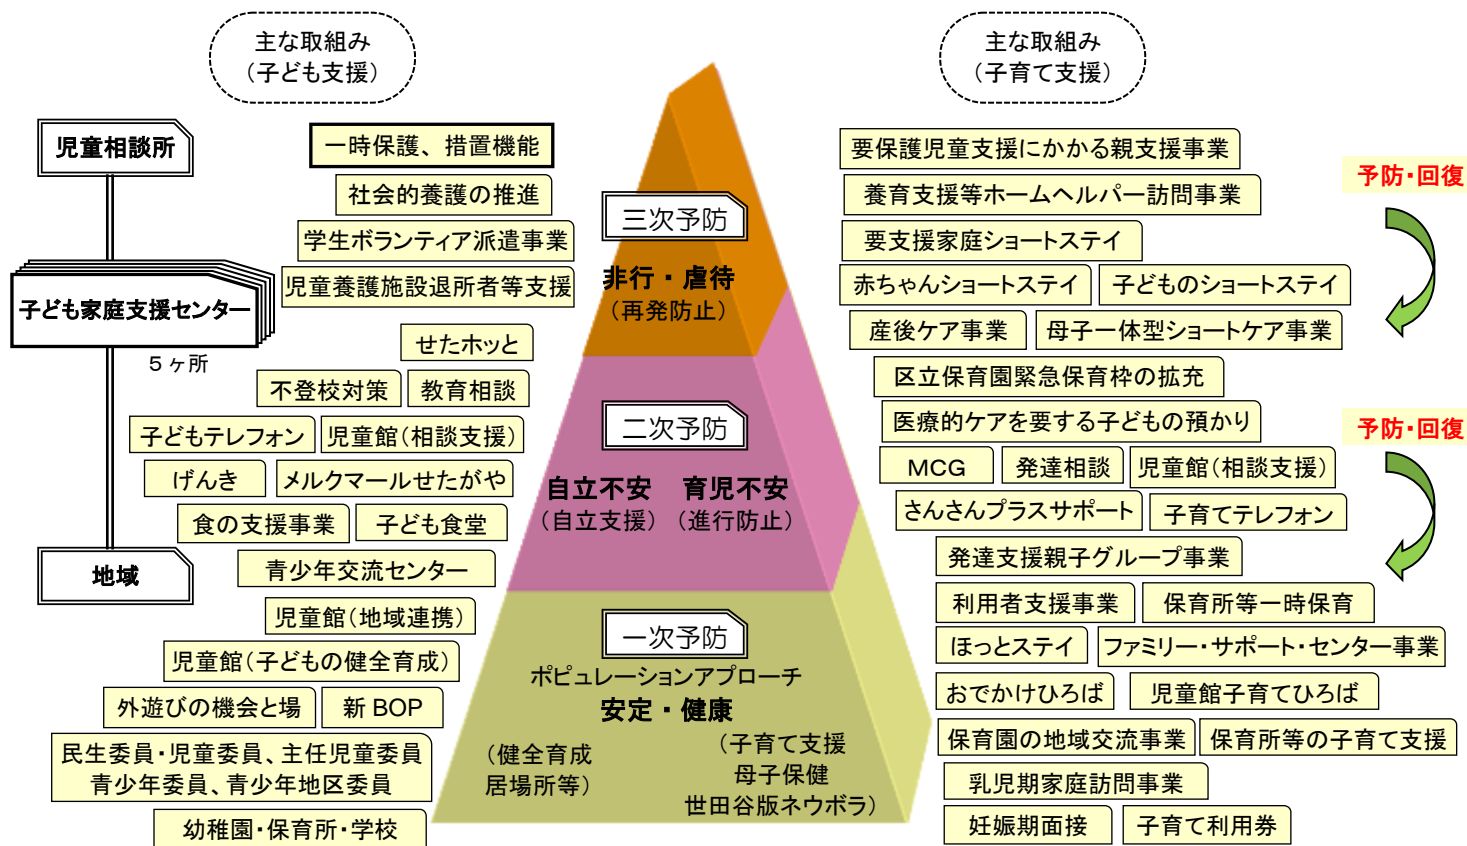 主な取組み
(子ども支援)
主な取組み
(子育て支援)
児童相談所
子ども家庭支援センター
5ヶ所
地域
一時保護、措置機能
社会的養護の推進
学生ボランティア派遣事業
児童養護施設退所者等支援
せたホッと
不登校対策
教育相談
子どもテレフォン
児童館(相談支援)
げんき
メルクマールせたがや
食の支援事業
子ども食堂
青少年交流センター
児童館(地域連携)
児童館(子どもの健全育成)
外遊びの機会と場
新BOP
民生委員・児童委員、主任児童委員
青少年委員、青少年地区委員
幼稚園・保育所・学校
三次予防
非行・虐待
(再発防止)
二次予防
自立不安 育児不安
(自立支援) (進行防止)
一次予防
ポピュレーションアプローチ
安定・健康
(健全育成
居場所等)
(子育て支援
母子保健
世田谷版ネウボラ)
要保護児童支援にかかる親支援事業
養育支援等ホームヘルパー訪問事業
要支援家庭ショートステイ
赤ちゃんショートステイ
子どものショートステイ
産後ケア事業
母子一体型ショートケア事業
区立保育園緊急保育枠の拡充
医療的ケアを要する子どもの預かり
MCG
発達相談
児童館(相談支援)
さんさんプラスサポート
子育てテレフォン
発達支援親子グループ事業
利用者支援事業
保育所等一時保育
ほっとステイ
ファミリー・サポート・センター事業
おでかけひろば
児童館子育てひろば
保育園の地域交流事業
保育所等の子育て支援
乳児期家庭訪問事業
妊娠期面接
子育て利用券
予防・回復
予防・回復